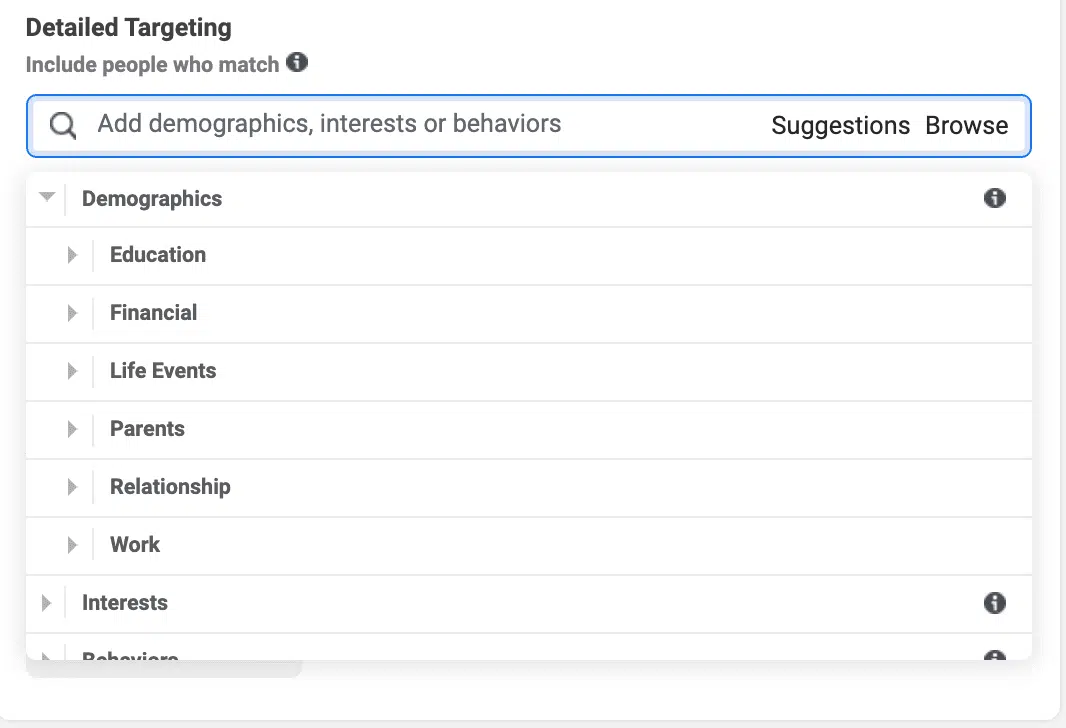 Detailed Targeting
Include people who match
Add demographics, interests or behaviors Suggestions Browse
Demographics
Education
Financial
Life Events
Parents
Relationship
Work
Interests
Behaviors